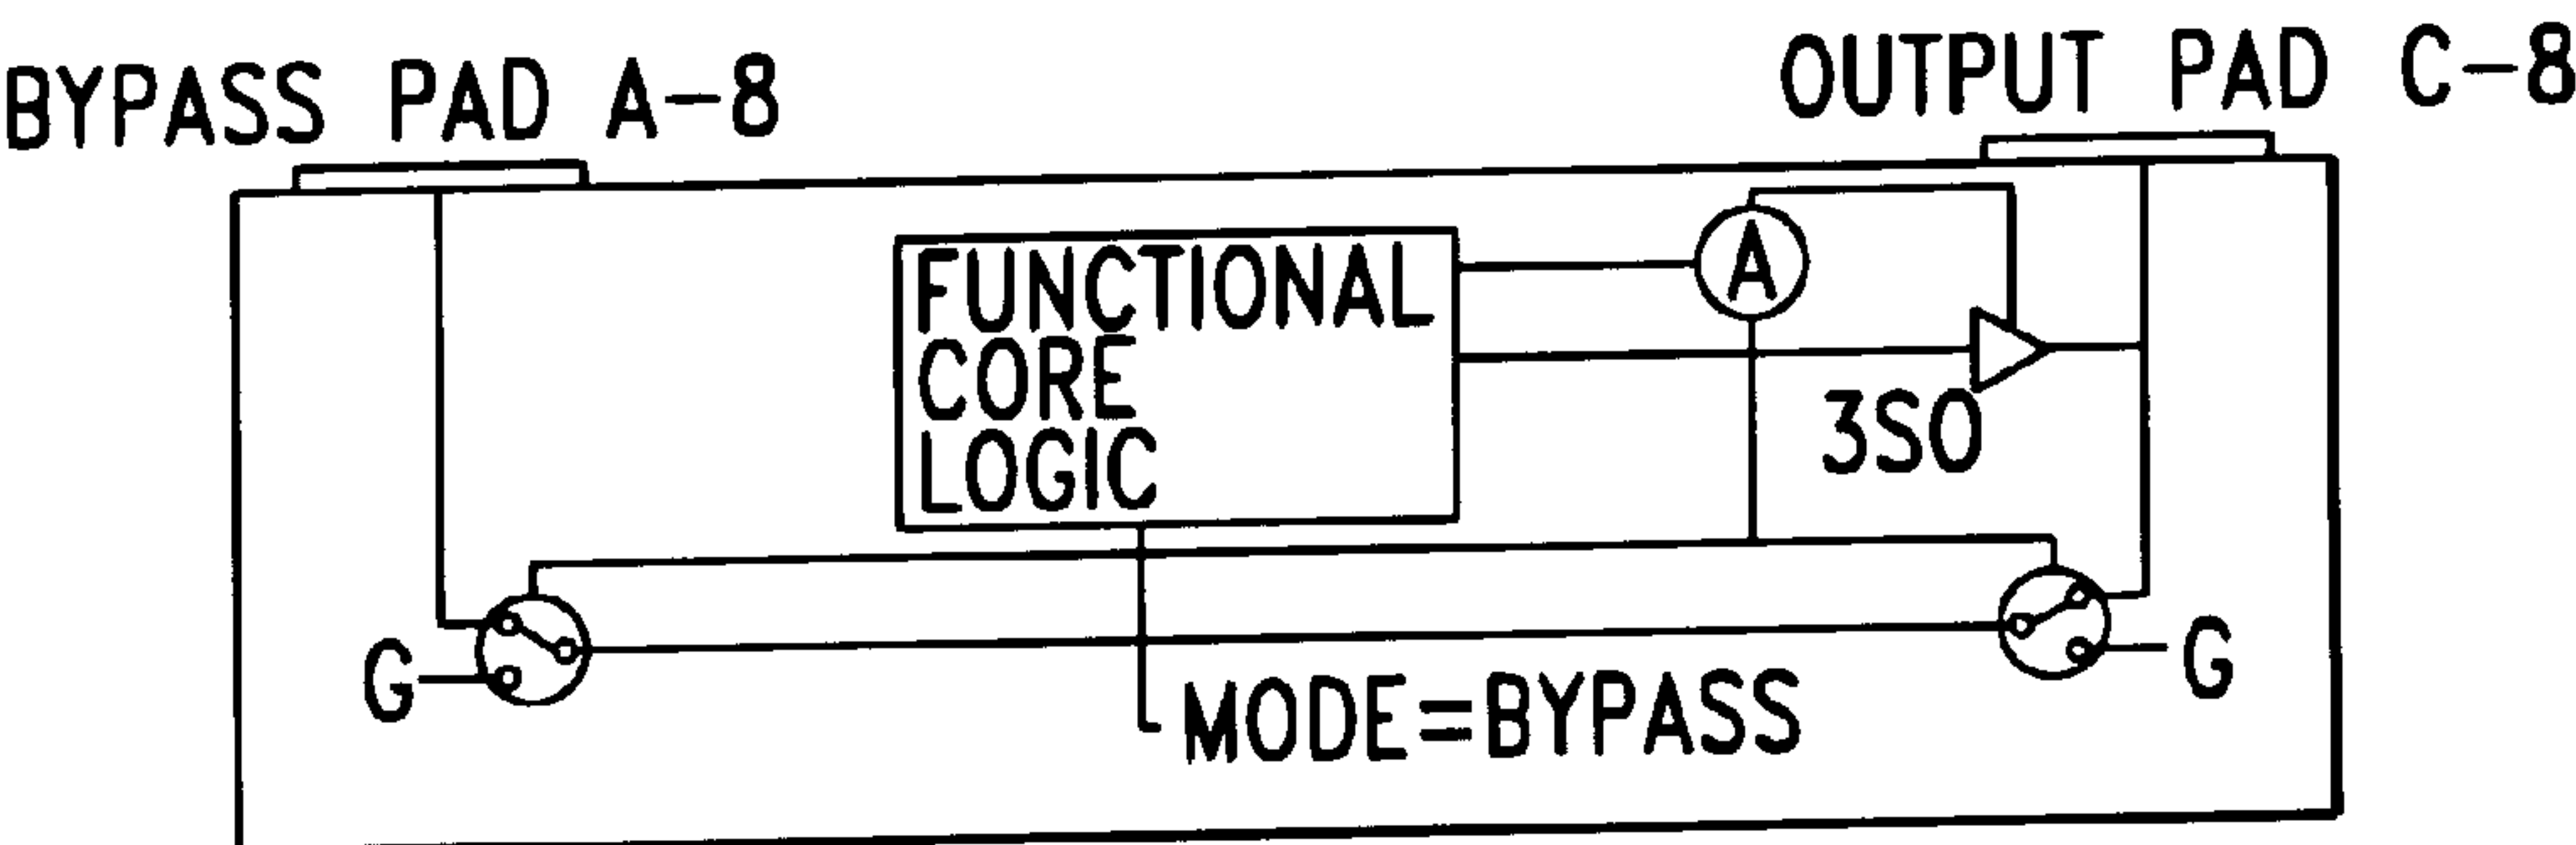 BYPASS PAD A-8
OUTPUT PAD C-8
FUNCTIONAL
CORE
LOGIC
A
3SO
G
G
MODE=BYPASS